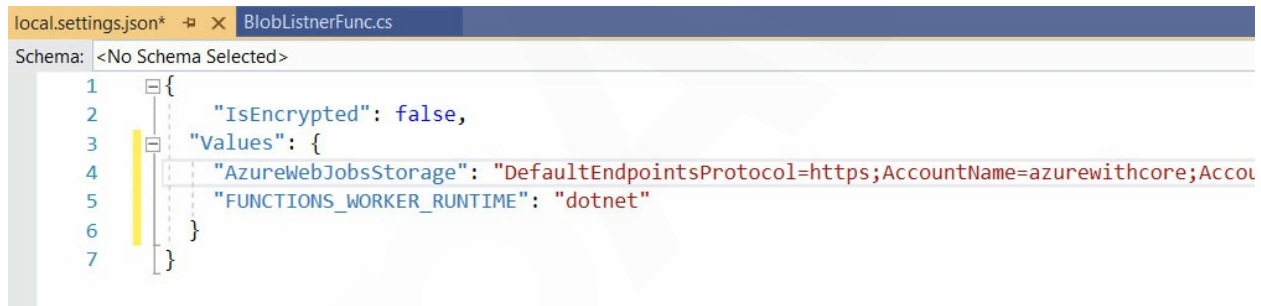 local.settings.json* BlobListnerFunc.cs
Schema: <No Schema Selected>
1 {
2 "IsEncrypted": false,
3 "Values": {
4 "AzureWebJobsStorage": "DefaultEndpointsProtocol=https;AccountName=azurewithcore;Accou
5 "FUNCTIONS_WORKER_RUNTIME": "dotnet"
6 }
7 }